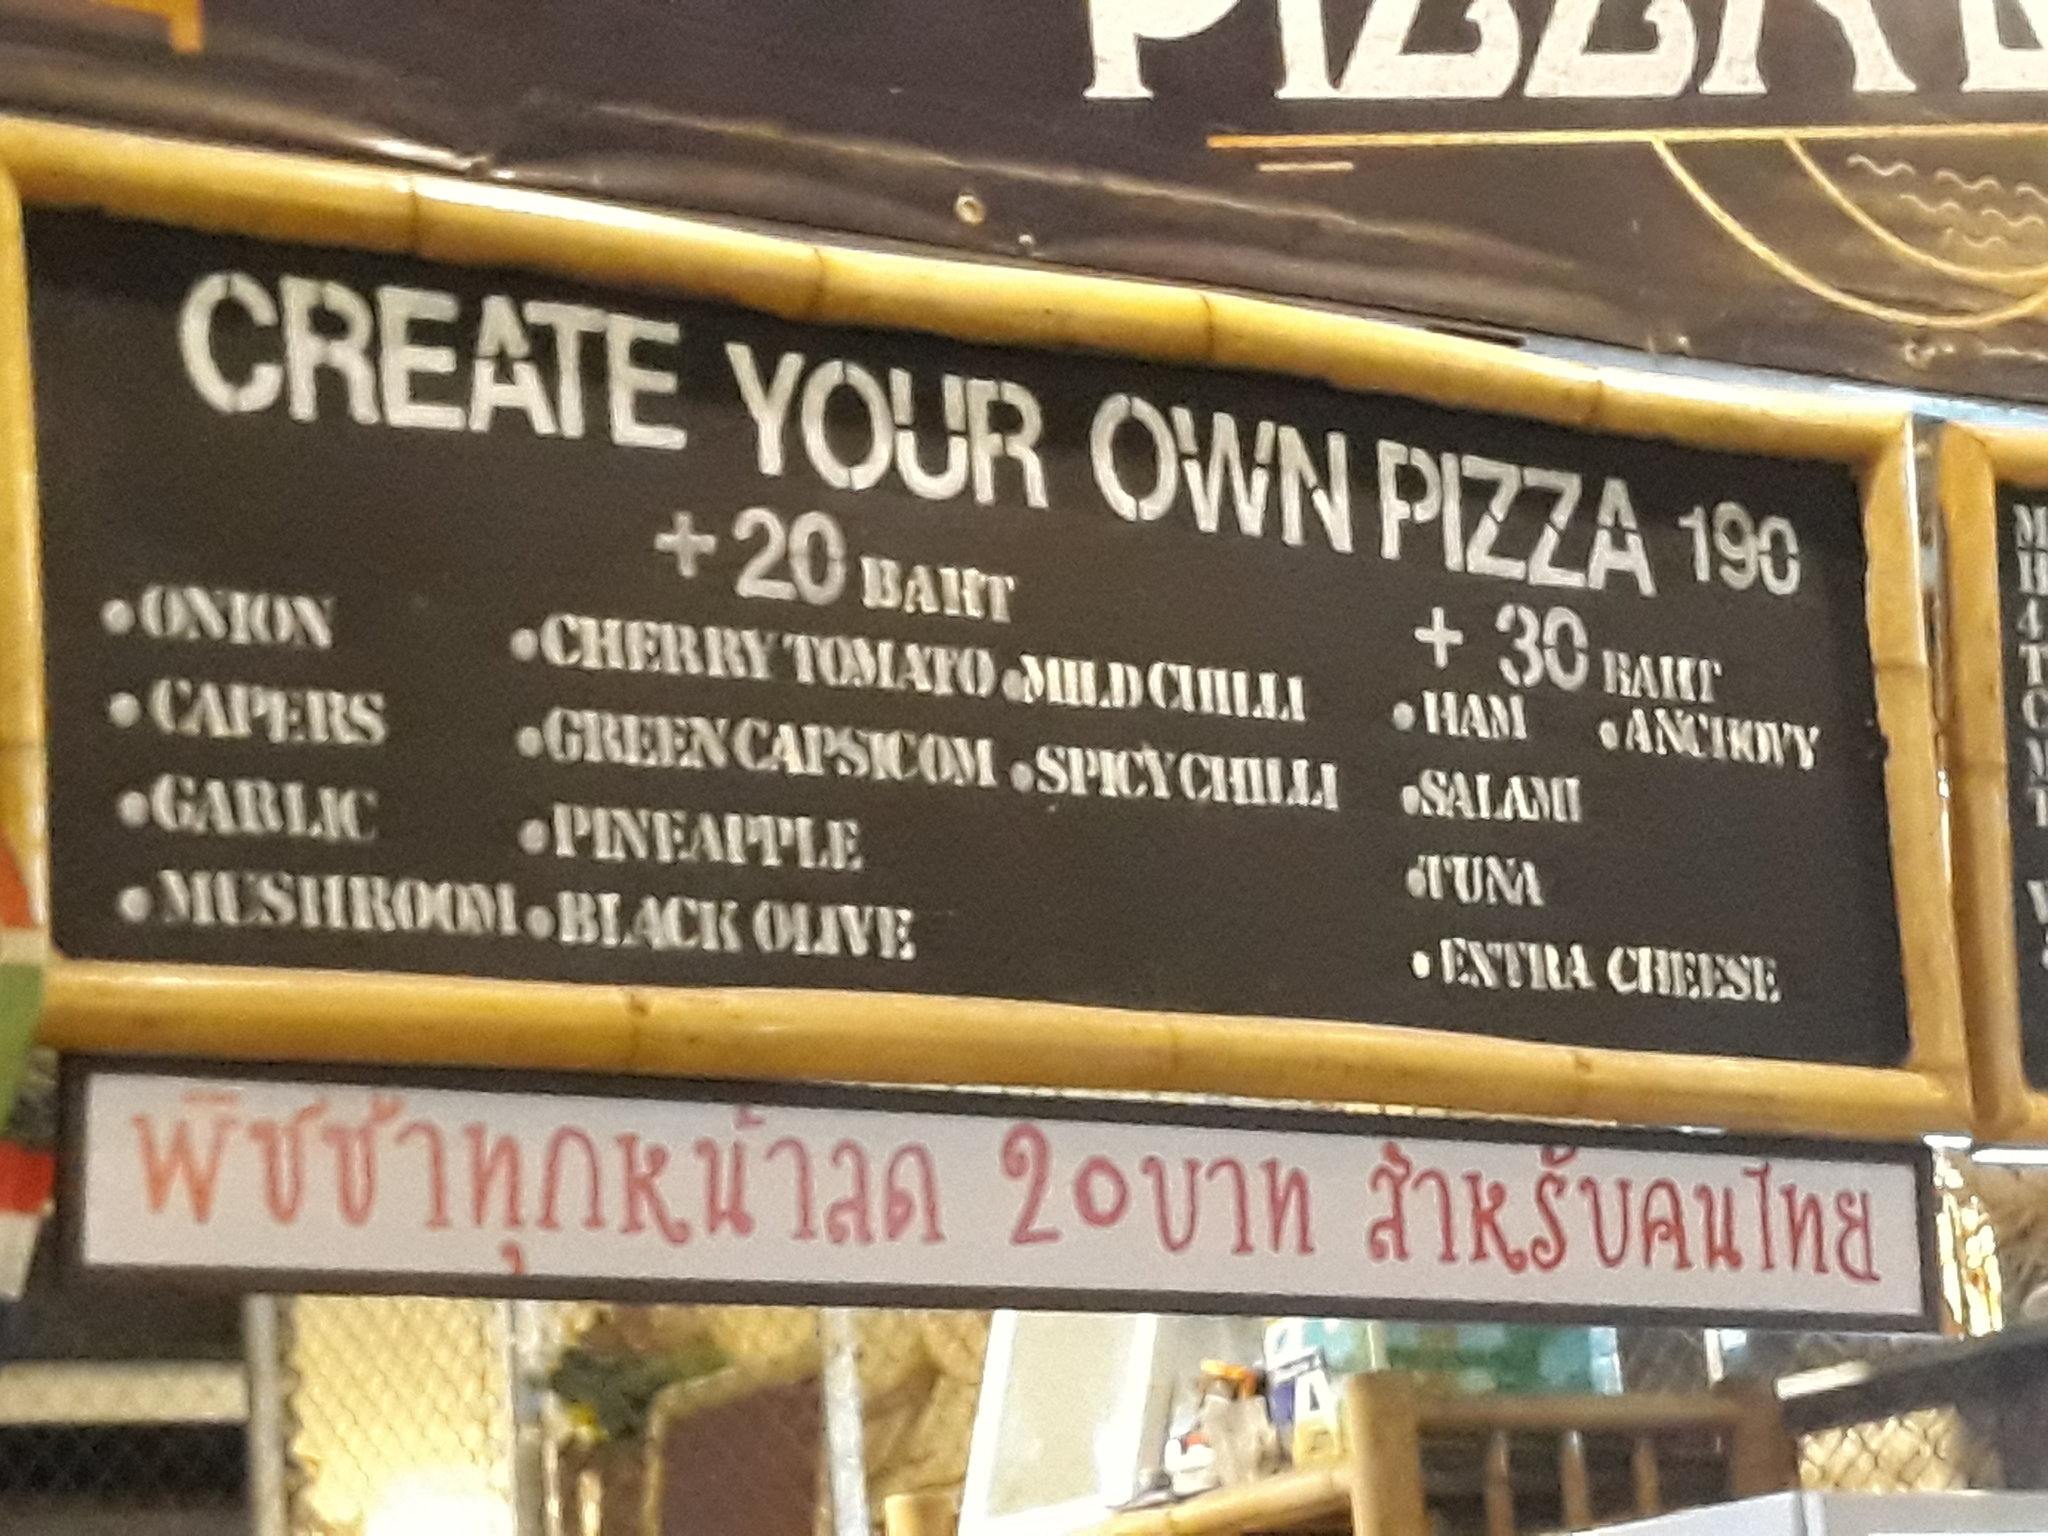 PIZZA
CREATE YOUR OWN PIZZA 190
+20 BAHT
+ 30 BAHT
•ONION •CHERRY TOMATO •MILD CHILLI •HAM •ANCHOVY
•CAPERS •GREEN CAPSICOM •SPICY CHILLI •SALAMI
•GARLIC •PINEAPPLE •TUNA
•MUSHROOM •BLACK OLIVE •EXTRA CHEESE
พิซซ่าทุกหน้าลด 20บาท สำหรับคนไทย